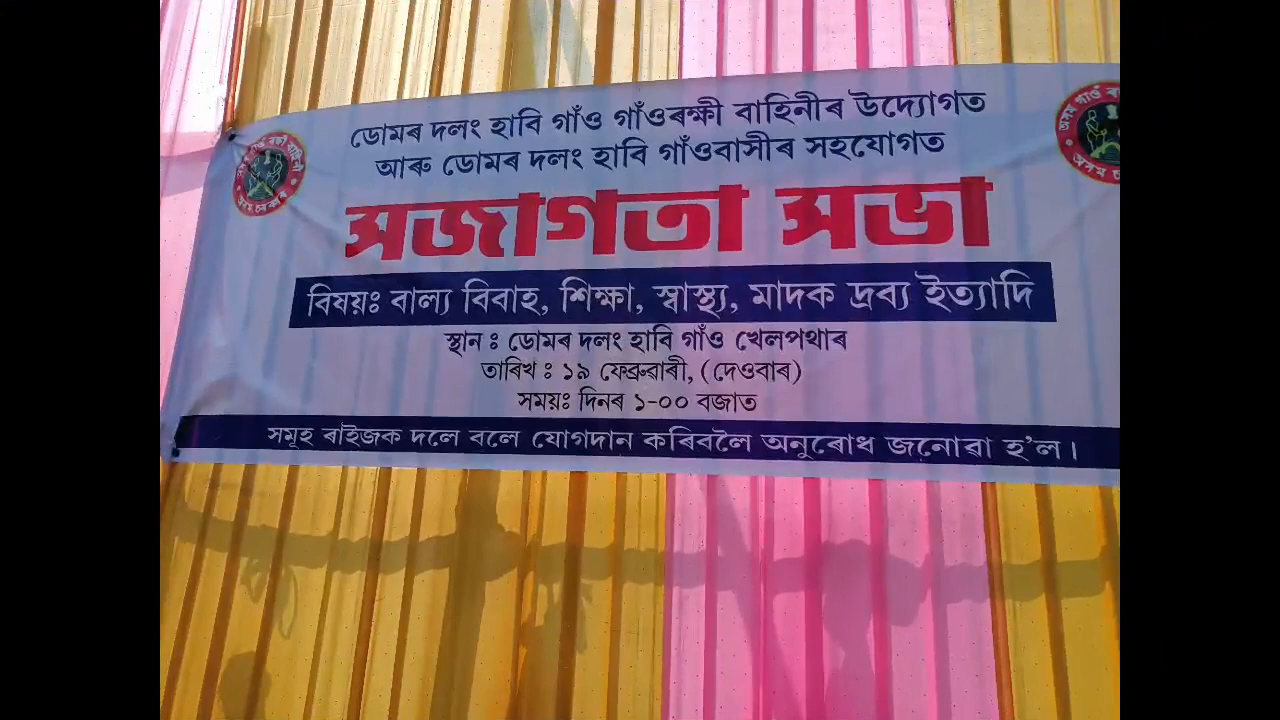 ডোমৰ দলং হাবি গাঁও গাঁওৰক্ষী বাহিনীৰ উদ্যোগত
আৰু ডোমৰ দলং হাবি গাঁওবাসীৰ সহযোগত
সজাগতা সভা
বিষয়ঃ বাল্য বিবাহ, শিক্ষা, স্বাস্থ্য, মাদক দ্ৰব্য ইত্যাদি
স্থান ঃ ডোমৰ দলং হাবি গাঁও খেলপথাৰ
তাৰিখ ঃ ১৯ ফেব্ৰুৱাৰী, (দেওবাৰ)
সময়ঃ দিনৰ ১-০০ বজাত
সমূহ ৰাইজক দলে বলে যোগদান কৰিবলৈ অনুৰোধ জনোৱা হ'ল।